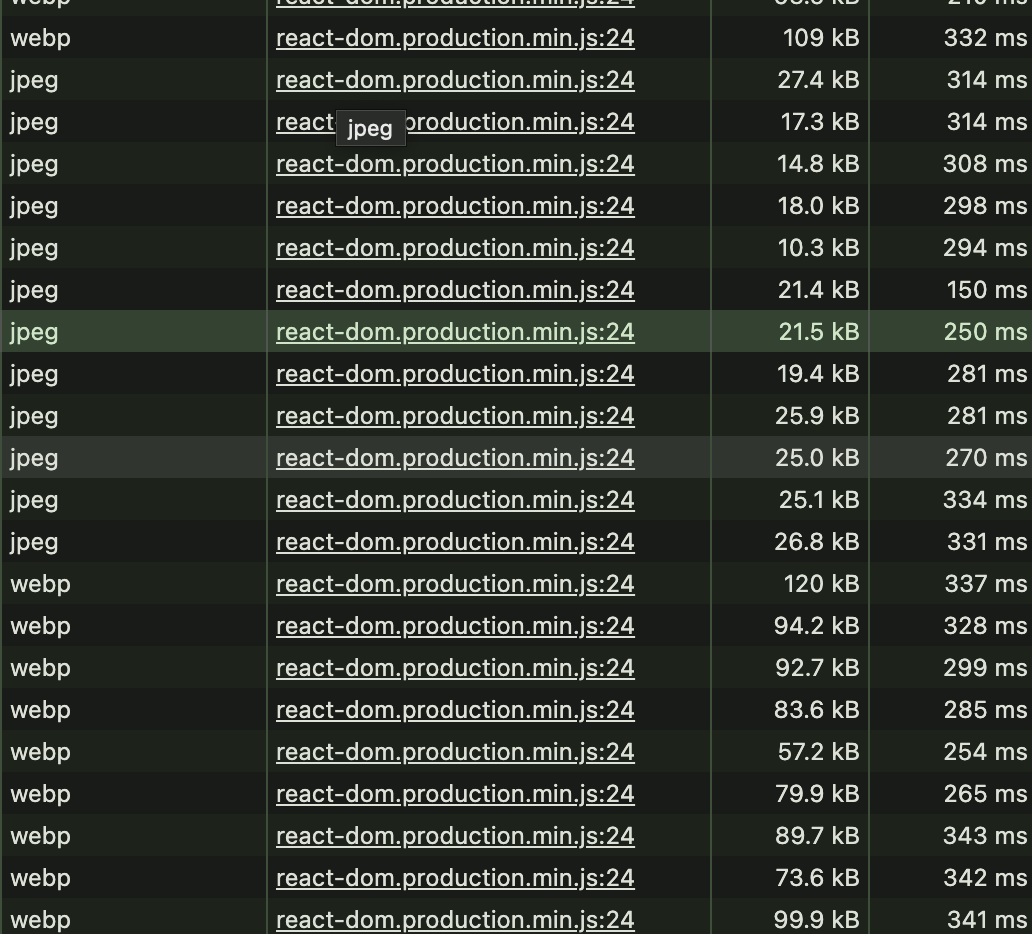 webp react-dom.production.min.js:24
webp react-dom.production.min.js:24 109 kB 332 ms
jpeg react-dom.production.min.js:24 27.4 kB 314 ms
jpeg react production.min.js:24 17.3 kB 314 ms
jpeg
jpeg react-dom.production.min.js:24 14.8 kB 308 ms
jpeg react-dom.production.min.js:24 18.0 kB 298 ms
jpeg react-dom.production.min.js:24 10.3 kB 294 ms
jpeg react-dom.production.min.js:24 21.4 kB 150 ms
jpeg react-dom.production.min.js:24 21.5 kB 250 ms
jpeg react-dom.production.min.js:24 19.4 kB 281 ms
jpeg react-dom.production.min.js:24 25.9 kB 281 ms
jpeg react-dom.production.min.js:24 25.0 kB 270 ms
jpeg react-dom.production.min.js:24 25.1 kB 334 ms
jpeg react-dom.production.min.js:24 26.8 kB 331 ms
webp react-dom.production.min.js:24 120 kB 337 ms
webp react-dom.production.min.js:24 94.2 kB 328 ms
webp react-dom.production.min.js:24 92.7 kB 299 ms
webp react-dom.production.min.js:24 83.6 kB 285 ms
webp react-dom.production.min.js:24 57.2 kB 254 ms
webp react-dom.production.min.js:24 79.9 kB 265 ms
webp react-dom.production.min.js:24 89.7 kB 343 ms
webp react-dom.production.min.js:24 73.6 kB 342 ms
webp react-dom.production.min.js:24 99.9 kB 341 ms